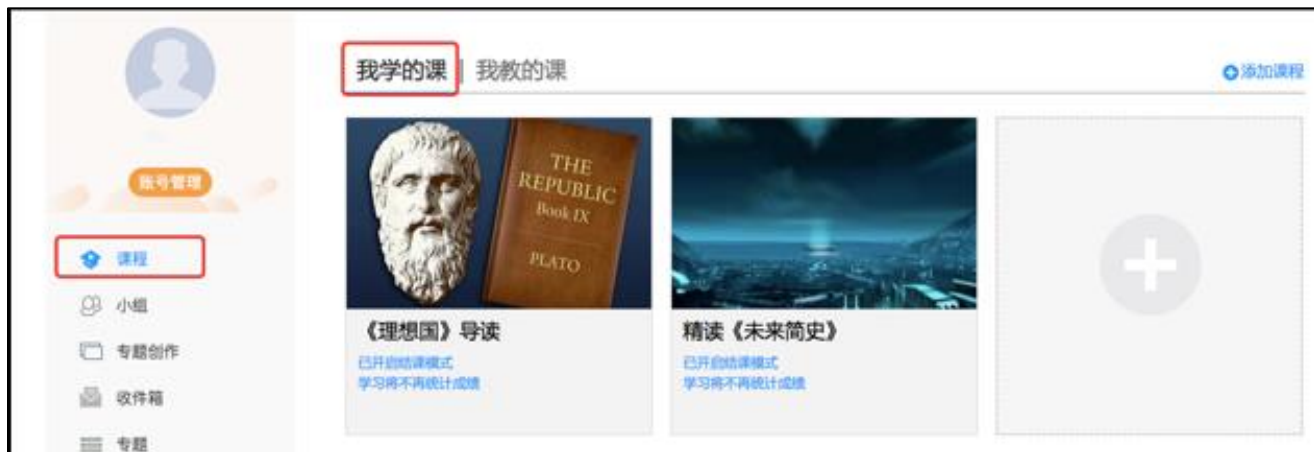 我学的课 | 我教的课
添加课程
账号管理
课程
小组
专题创作
收件箱
专题
THE
REPUBLIC
Book IX
PLATO
《理想国》导读
已开启结课模式
学习将不再统计成绩
精读《未来简史》
已开启结课模式
学习将不再统计成绩